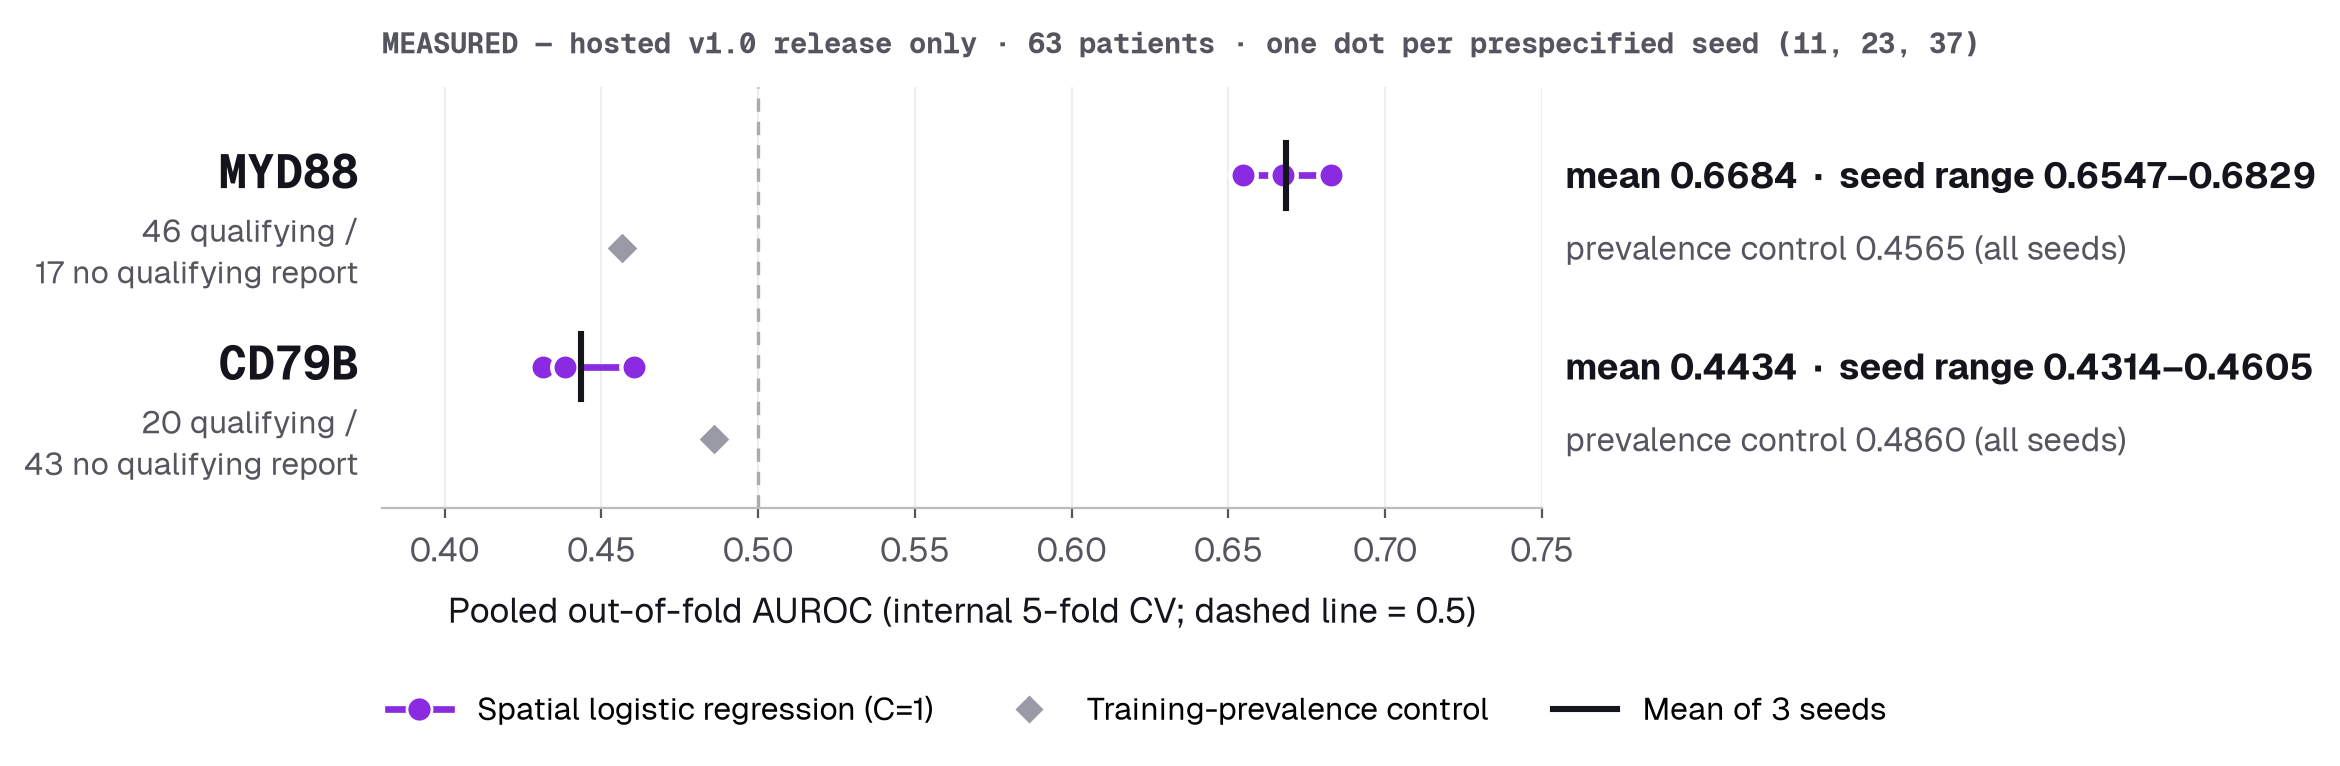 MEASURED — hosted v1.0 release only · 63 patients · one dot per prespecified seed (11, 23, 37)
MYD88
mean 0.6684 · seed range 0.6547–0.6829
46 qualifying /
17 no qualifying report
prevalence control 0.4565 (all seeds)
CD79B
mean 0.4434 · seed range 0.4314–0.4605
20 qualifying /
43 no qualifying report
prevalence control 0.4860 (all seeds)
0.40 0.45 0.50 0.55 0.60 0.65 0.70 0.75
Pooled out-of-fold AUROC (internal 5-fold CV; dashed line = 0.5)
Spatial logistic regression (C=1) Training-prevalence control Mean of 3 seeds